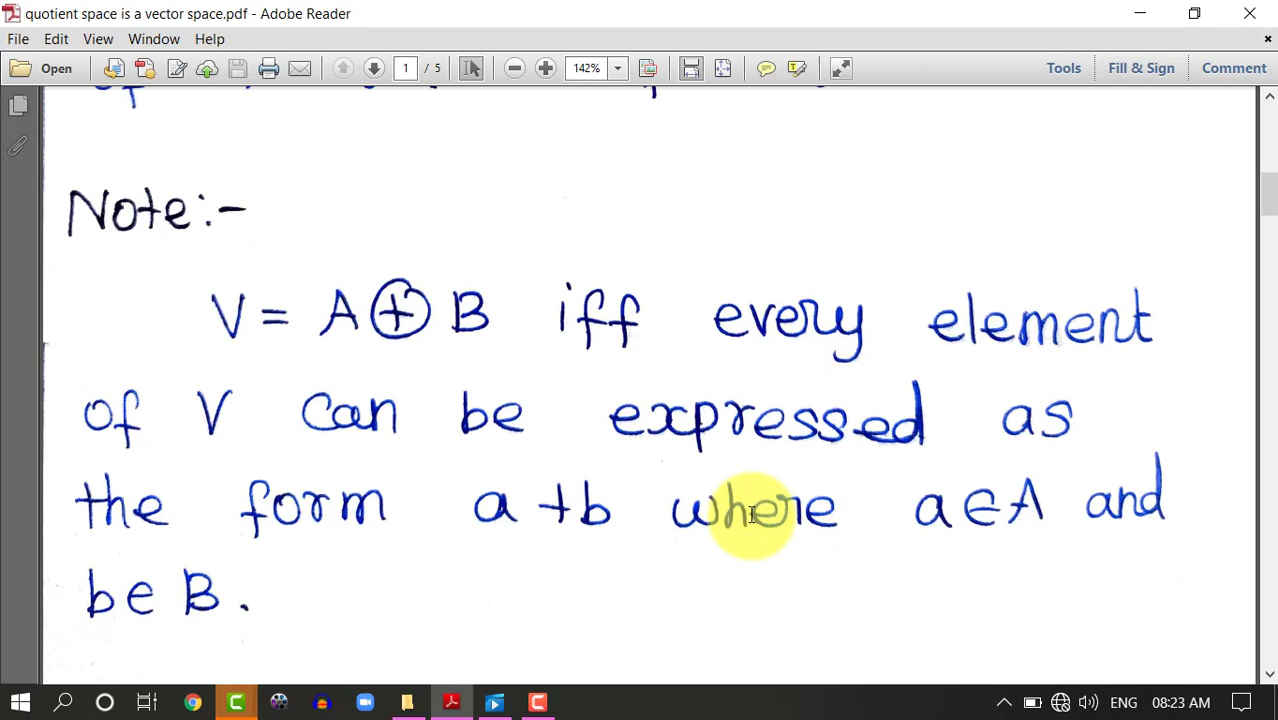 quotient space is a vector space.pdf - Adobe Reader
File Edit View Window Help
Open 1 / 5 142% Tools Fill & Sign Comment
Note:-
V = A ⊕ B iff every element
of V can be expressed as
the form a + b where a ∈ A and
b ∈ B .
ENG 08:23 AM